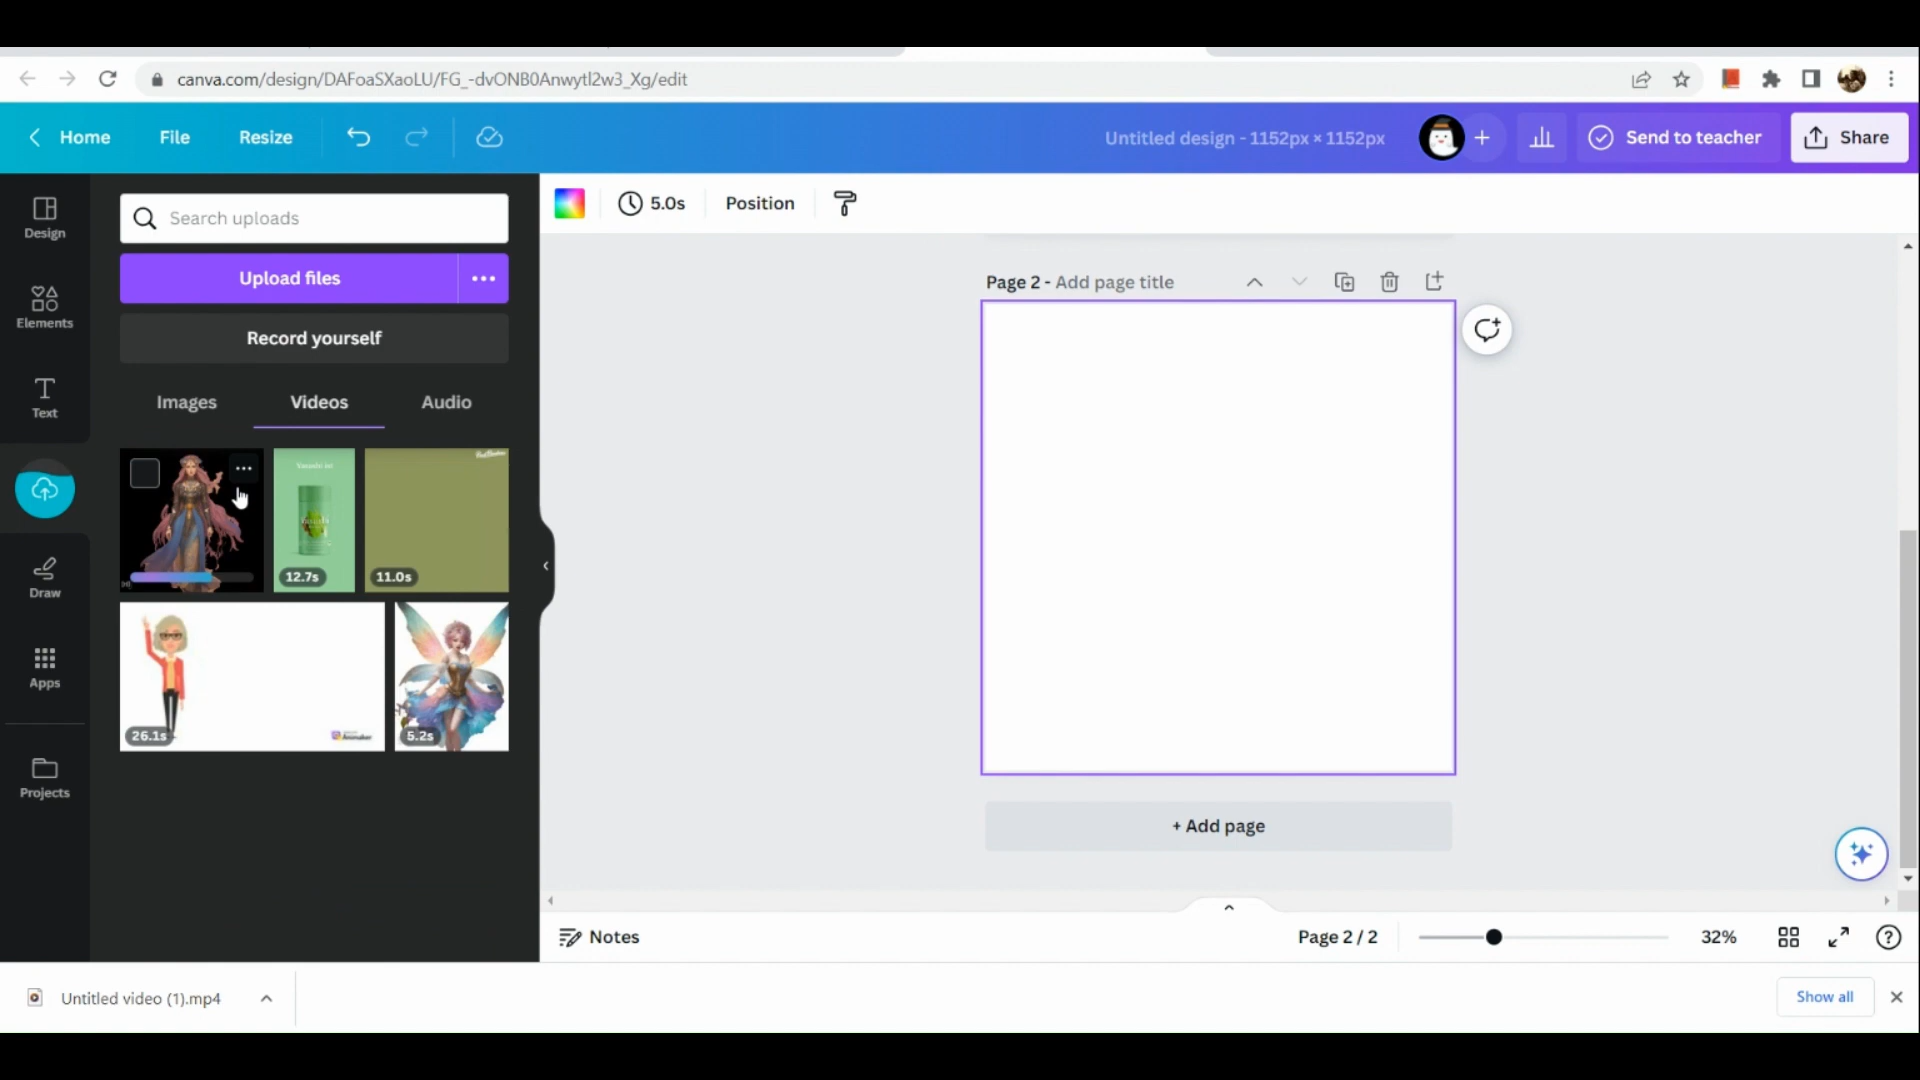 canva.com/design/DAFoaSXaoLU/FG_-dvONB0Anwytl2w3_Xg/edit
Home File Resize Untitled design - 1152px × 1152px + Send to teacher Share
Design
Elements
Text
Draw
Apps
Projects
Search uploads
Upload files
Record yourself
Images Videos Audio
12.7s
11.0s
26.1s
Animaker
5.2s
5.0s Position
Page 2 - Add page title
+ Add page
Notes Page 2 / 2 32%
Untitled video (1).mp4 Show all